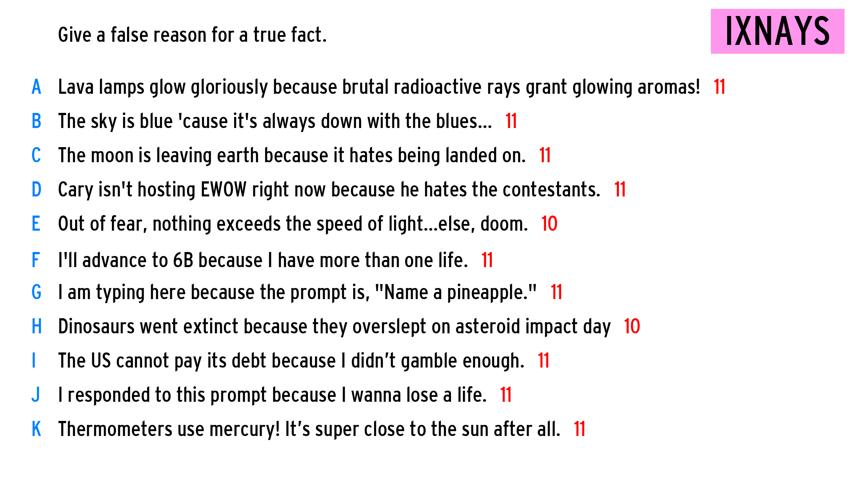 Give a false reason for a true fact.
IXNAYS
A Lava lamps glow gloriously because brutal radioactive rays grant glowing aromas! 11
B The sky is blue 'cause it's always down with the blues... 11
C The moon is leaving earth because it hates being landed on. 11
D Cary isn't hosting EWOW right now because he hates the contestants. 11
E Out of fear, nothing exceeds the speed of light...else, doom. 10
F I'll advance to 6B because I have more than one life. 11
G I am typing here because the prompt is, "Name a pineapple." 11
H Dinosaurs went extinct because they overslept on asteroid impact day 10
I The US cannot pay its debt because I didn’t gamble enough. 11
J I responded to this prompt because I wanna lose a life. 11
K Thermometers use mercury! It’s super close to the sun after all. 11